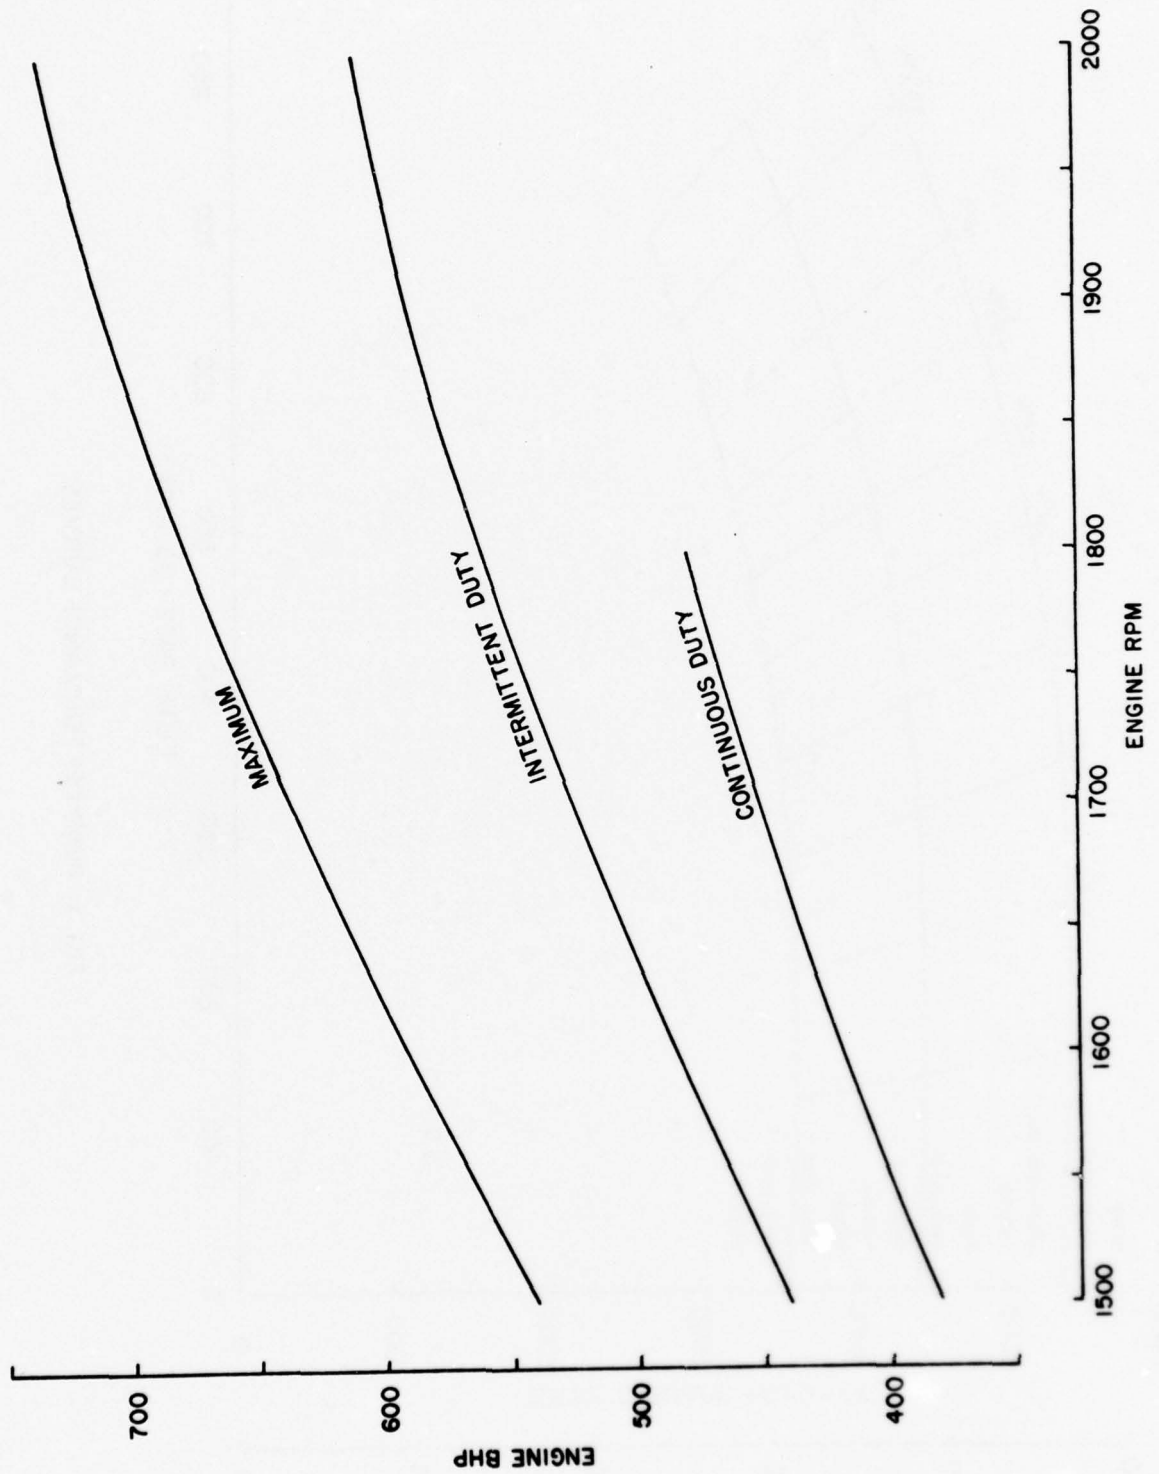 ENGINE BHP
700
600
500
400
MAXIMUM
INTERMITTENT DUTY
CONTINUOUS DUTY
1500
1600
1700
1800
1900
2000
ENGINE RPM